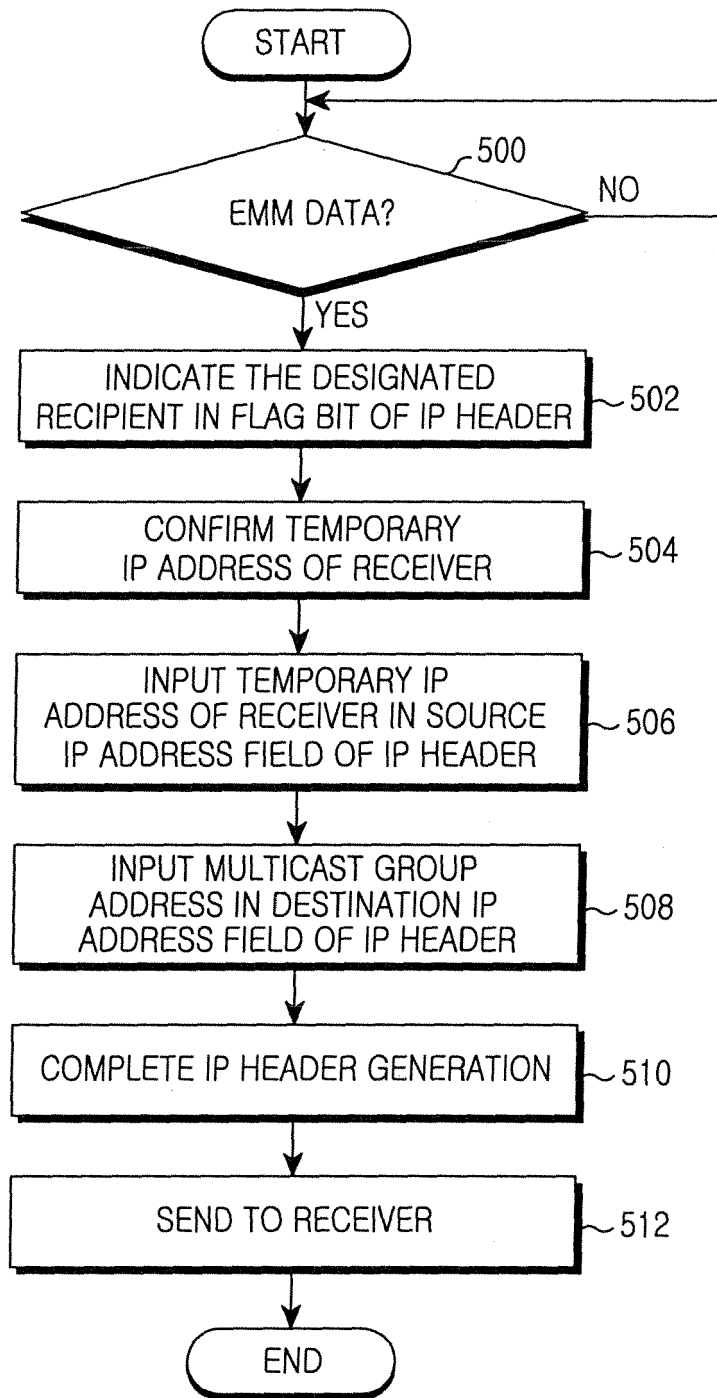 START
500
EMM DATA?
NO
YES
INDICATE THE DESIGNATED
RECIPIENT IN FLAG BIT OF IP HEADER
502
CONFIRM TEMPORARY
IP ADDRESS OF RECEIVER
504
INPUT TEMPORARY IP
ADDRESS OF RECEIVER IN SOURCE
IP ADDRESS FIELD OF IP HEADER
506
INPUT MULTICAST GROUP
ADDRESS IN DESTINATION IP
ADDRESS FIELD OF IP HEADER
508
COMPLETE IP HEADER GENERATION
510
SEND TO RECEIVER
512
END